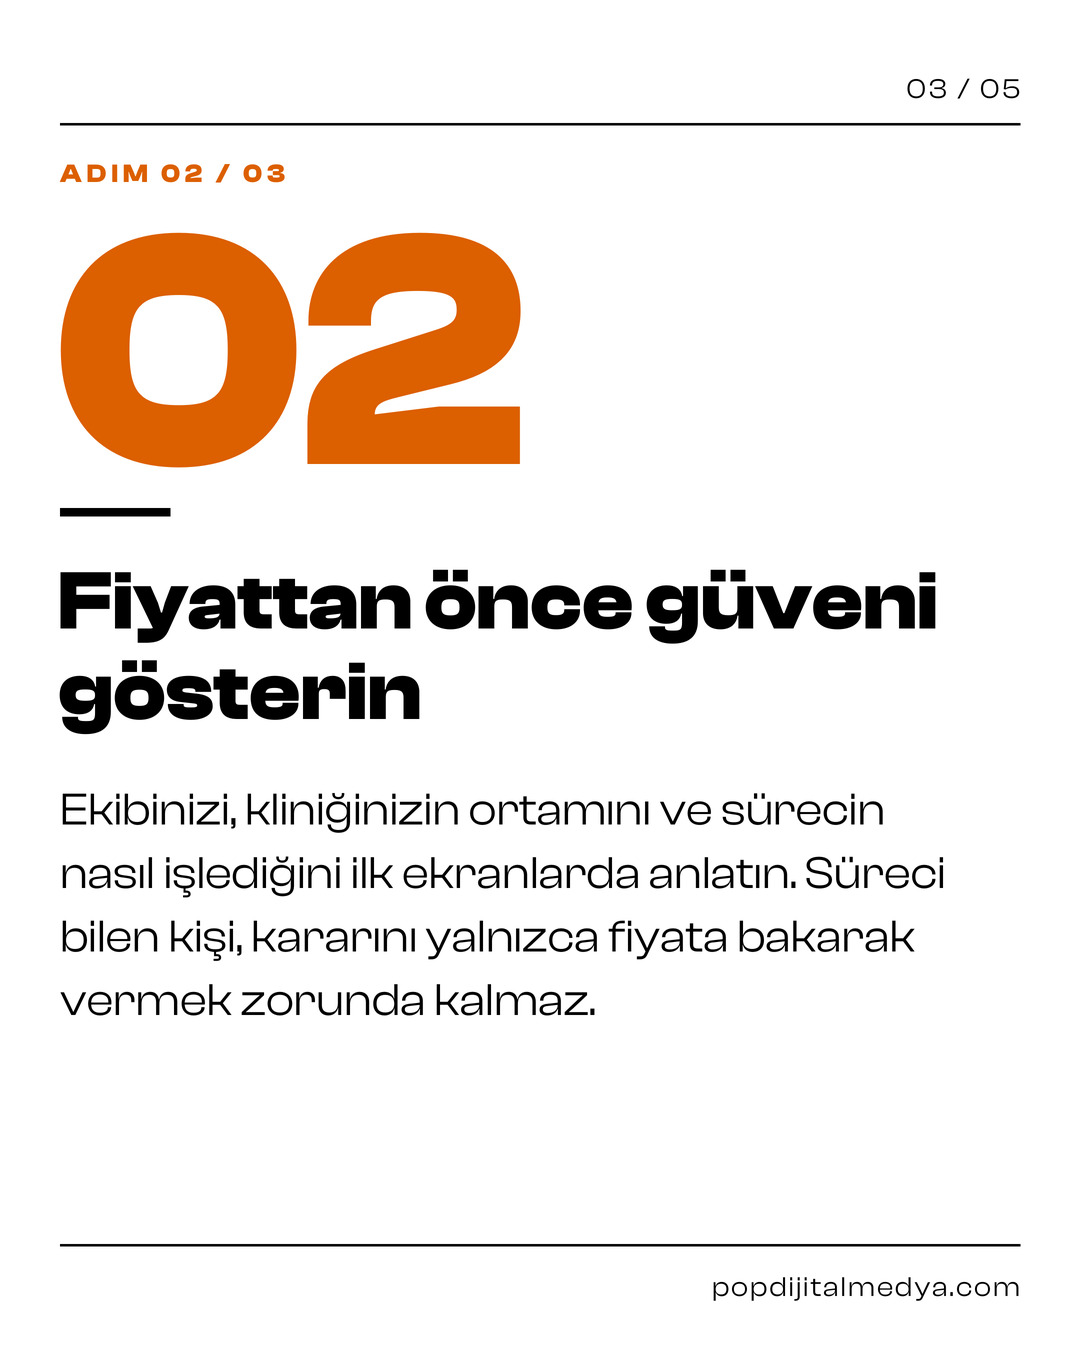 03 / 05
ADIM 02 / 03
02
Fiyattan önce güveni
gösterin
Ekibinizi, kliniğinizin ortamını ve sürecin
nasıl işlediğini ilk ekranlarda anlatın. Süreci
bilen kişi, kararını yalnızca fiyata bakarak
vermek zorunda kalmaz.
popdijitalmedya.com